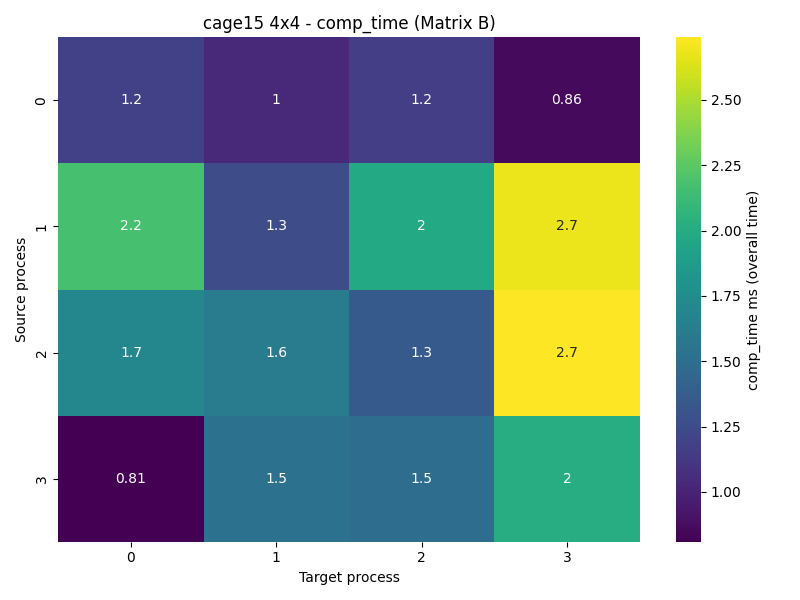 cage15 4x4 - comp_time (Matrix B)
0 1.2 1 1.2 0.86
1 2.2 1.3 2 2.7
2 1.7 1.6 1.3 2.7
3 0.81 1.5 1.5 2
0 1 2 3
Target process
Source process
2.50
2.25
2.00
1.75
1.50
1.25
1.00
comp_time ms (overall time)